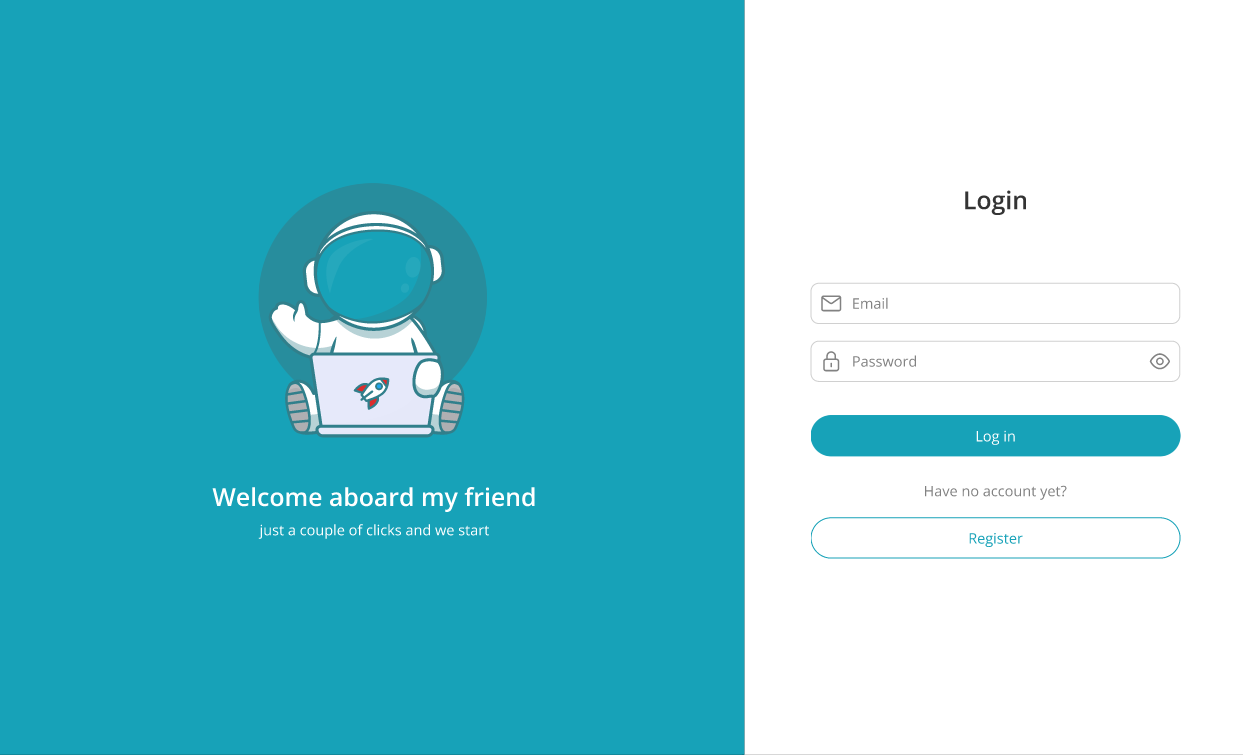 Welcome aboard my friend
just a couple of clicks and we start
Login
Email
Password
Log in
Have no account yet?
Register